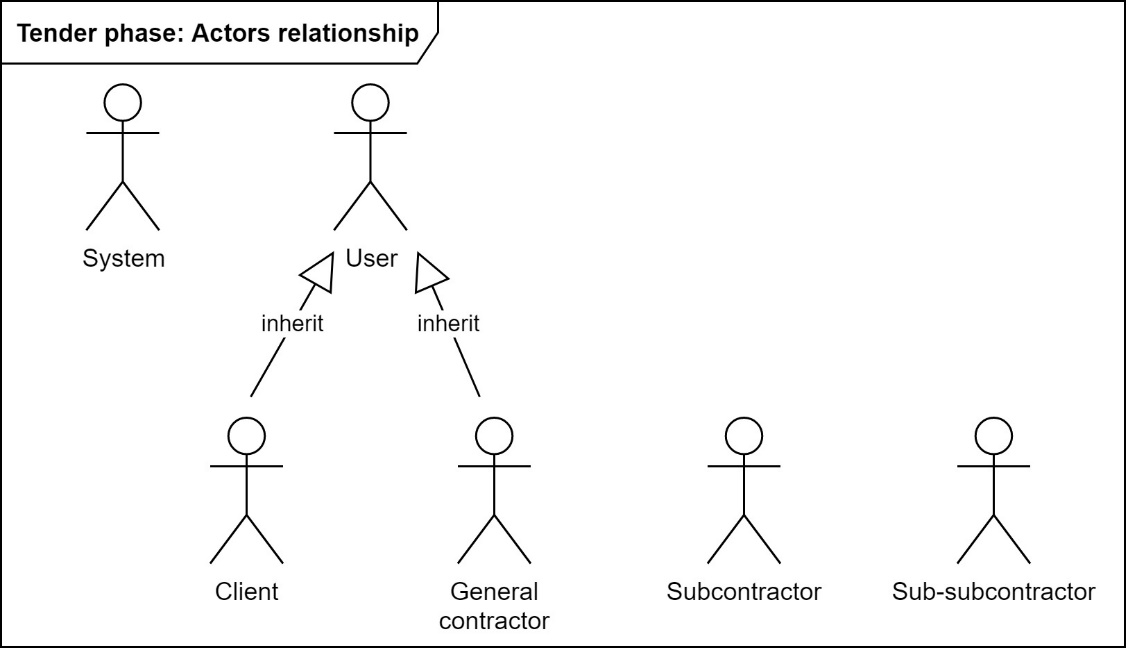 Tender phase: Actors relationship
System
User
inherit
inherit
Client
General
contractor
Subcontractor
Sub-subcontractor